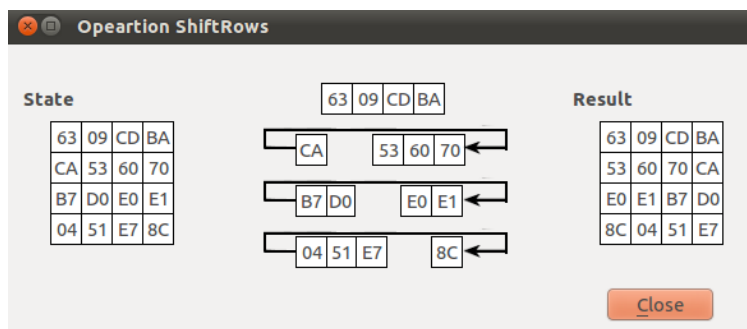 Opeartion ShiftRows
63 09 CD BA
State
Result
63 09 CD BA
CA 53 60 70
B7 D0 E0 E1
04 51 E7 8C
CA 53 60 70
B7 D0 E0 E1
04 51 E7 8C
63 09 CD BA
53 60 70 CA
E0 E1 B7 D0
8C 04 51 E7
Close